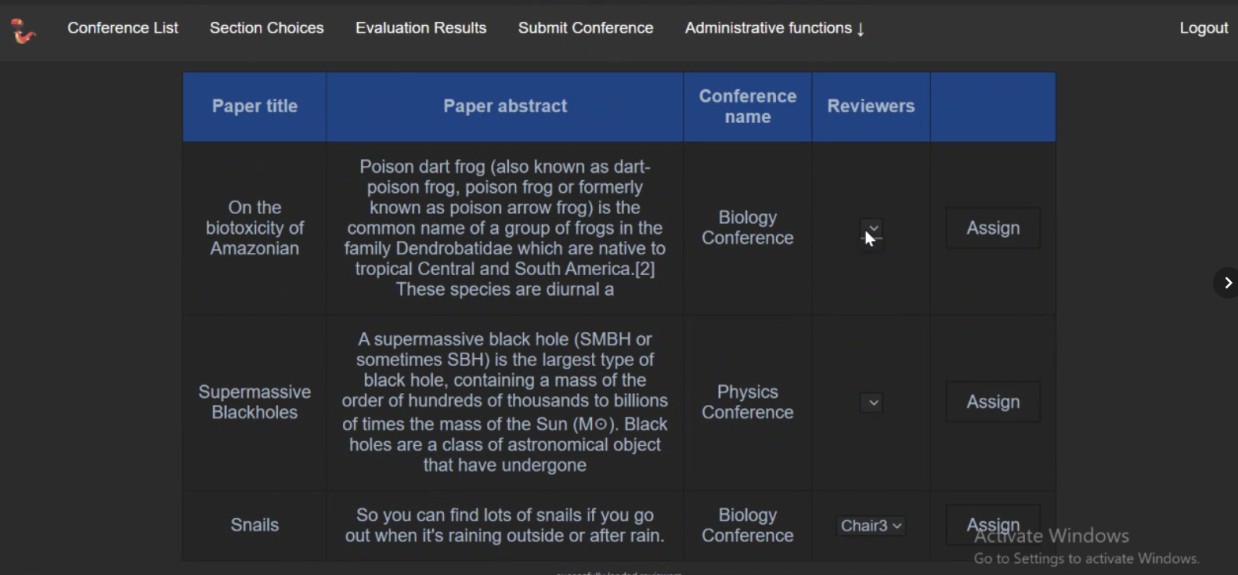 Conference List Section Choices Evaluation Results Submit Conference Administrative functions ↓ Logout
Paper title Paper abstract Conference name Reviewers
On the
biotoxicity of
Amazonian
Poison dart frog (also known as dart-
poison frog, poison frog or formerly
known as poison arrow frog) is the
common name of a group of frogs in the
family Dendrobatidae which are native to
tropical Central and South America.[2]
These species are diurnal a
Biology
Conference
Assign
Supermassive
Blackholes
A supermassive black hole (SMBH or
sometimes SBH) is the largest type of
black hole, containing a mass of the
order of hundreds of thousands to billions
of times the mass of the Sun (M⊙). Black
holes are a class of astronomical object
that have undergone
Physics
Conference
Assign
Snails
So you can find lots of snails if you go
out when it's raining outside or after rain.
Biology
Conference
Chair3
Assign
Activate Windows
Go to Settings to activate Windows.